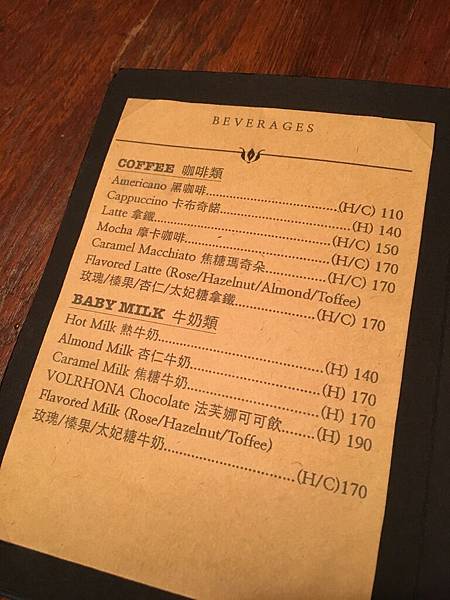 BEVERAGES
COFFEE 咖啡類
Americano 黑咖啡........................(H/C) 110
Cappuccino 卡布奇諾........................(H) 140
Latte 拿鐵........................(H/C) 150
Mocha 摩卡咖啡........................(H/C) 170
Caramel Macchiato 焦糖瑪奇朵........(H/C) 170
Flavored Latte (Rose/Hazelnut/Almond/Toffee)
玫瑰/榛果/杏仁/太妃糖拿鐵................(H/C) 170
BABY MILK 牛奶類
Hot Milk 熱牛奶........................(H) 140
Almond Milk 杏仁牛奶........................(H) 170
Caramel Milk 焦糖牛奶........................(H) 170
VOLRHONA Chocolate 法芙娜可可飲........(H) 190
Flavored Milk (Rose/Hazelnut/Toffee)
玫瑰/榛果/太妃糖牛奶........................(H/C)170